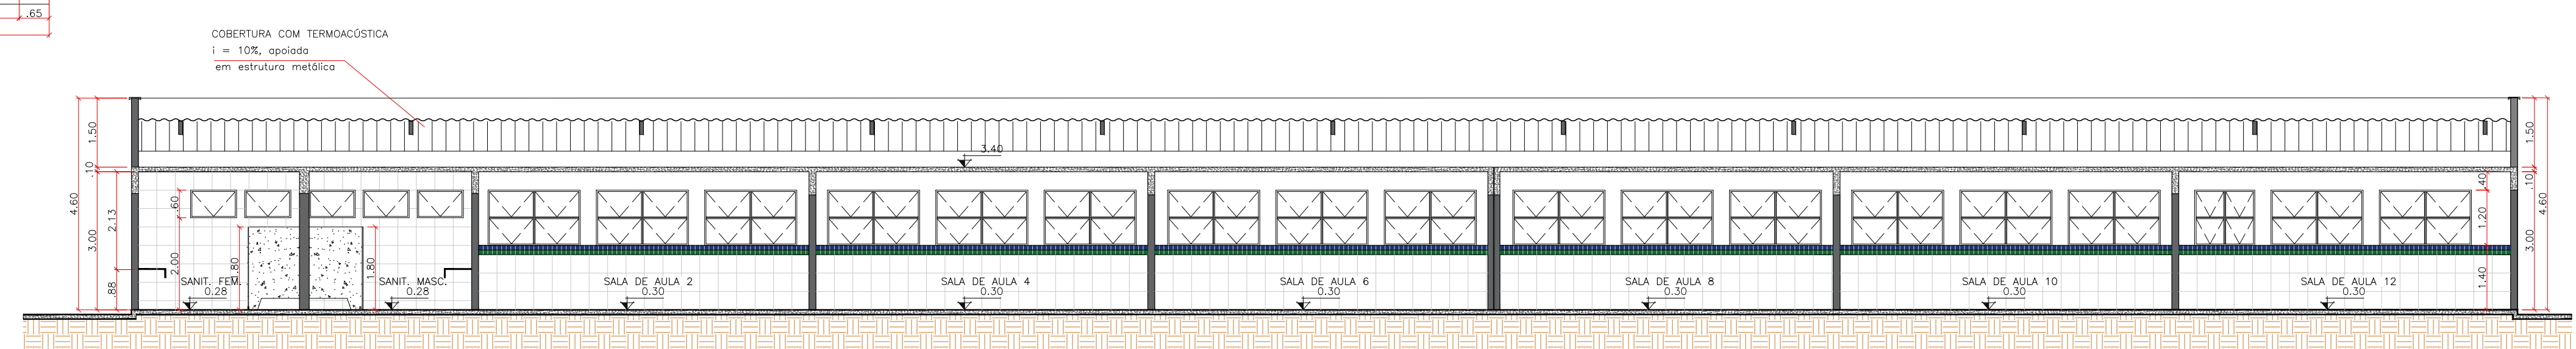 .65
COBERTURA COM TERMOACÚSTICA
i = 10%, apoiada
em estrutura metálica
4.60
1.50
.10
3.00
2.13
.88
2.00
.60
1.80
1.80
3.40
SANIT. FEM.
0.28
SANIT. MASC.
0.28
SALA DE AULA 2
0.30
SALA DE AULA 4
0.30
SALA DE AULA 6
0.30
SALA DE AULA 8
0.30
SALA DE AULA 10
0.30
SALA DE AULA 12
0.30
.40
1.20
1.40
1.50
.10
3.00
4.60